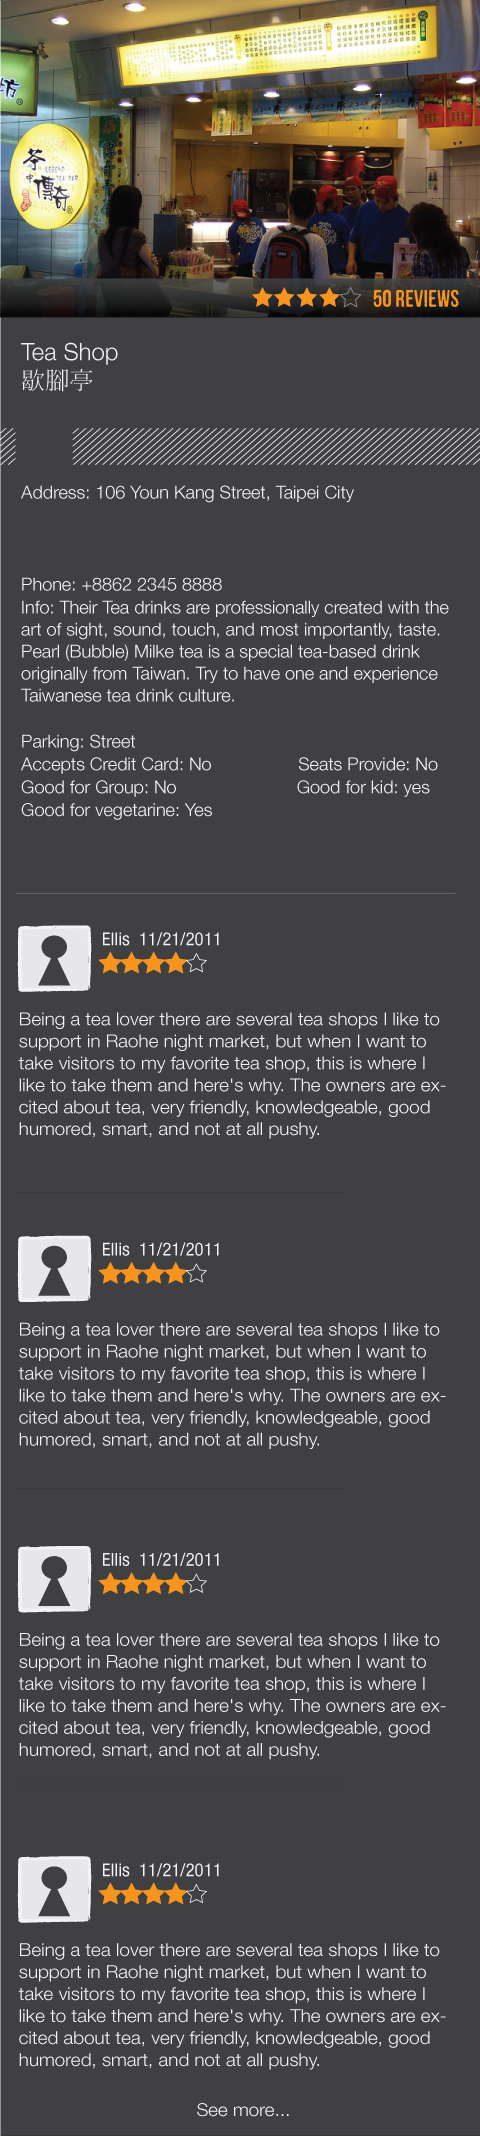 坊
®
茶
中
傳奇
LEGEND
TEA BAR
50 REVIEWS
Tea Shop
歇腳亭
Address: 106 Youn Kang Street, Taipei City
Phone: +8862 2345 8888
Info: Their Tea drinks are professionally created with the
art of sight, sound, touch, and most importantly, taste.
Pearl (Bubble) Milke tea is a special tea-based drink
originally from Taiwan. Try to have one and experience
Taiwanese tea drink culture.
Parking: Street
Accepts Credit Card: No Seats Provide: No
Good for Group: No Good for kid: yes
Good for vegetarine: Yes
Ellis 11/21/2011
Being a tea lover there are several tea shops I like to
support in Raohe night market, but when I want to
take visitors to my favorite tea shop, this is where I
like to take them and here's why. The owners are ex-
cited about tea, very friendly, knowledgeable, good
humored, smart, and not at all pushy.
Ellis 11/21/2011
Being a tea lover there are several tea shops I like to
support in Raohe night market, but when I want to
take visitors to my favorite tea shop, this is where I
like to take them and here's why. The owners are ex-
cited about tea, very friendly, knowledgeable, good
humored, smart, and not at all pushy.
Ellis 11/21/2011
Being a tea lover there are several tea shops I like to
support in Raohe night market, but when I want to
take visitors to my favorite tea shop, this is where I
like to take them and here's why. The owners are ex-
cited about tea, very friendly, knowledgeable, good
humored, smart, and not at all pushy.
Ellis 11/21/2011
Being a tea lover there are several tea shops I like to
support in Raohe night market, but when I want to
take visitors to my favorite tea shop, this is where I
like to take them and here's why. The owners are ex-
cited about tea, very friendly, knowledgeable, good
humored, smart, and not at all pushy.
See more...